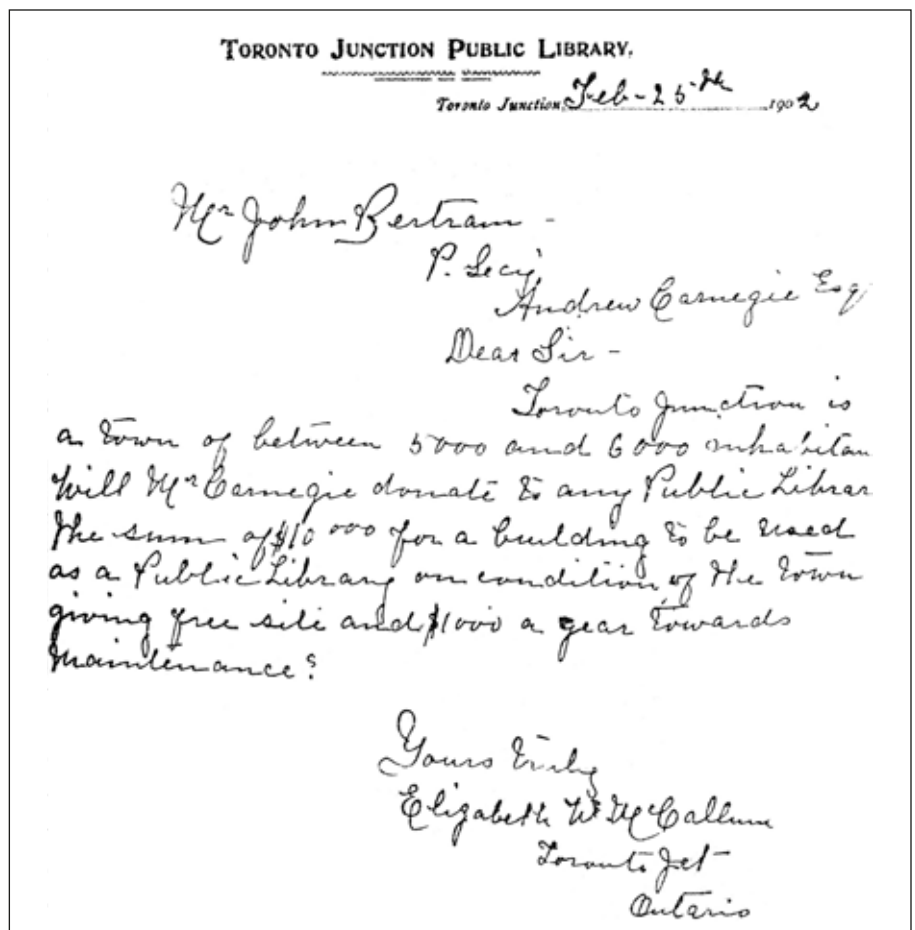 TORONTO JUNCTION PUBLIC LIBRARY.
Toronto Junction, Feb-25th 1902
Mr John Bertram -
P. Secy
Andrew Carnegie Esq
Dear Sir -
Toronto Junction is
a town of between 5000 and 6000 inhabitan
Will Mr Carnegie donate to any Public Librar
the sum of $10000 for a building to be used
as a Public Library on condition of the town
giving free site and $1000 a year towards
Maintenance?
Yours truly
Elizabeth W. McCallum
Toronto Jct
Ontario